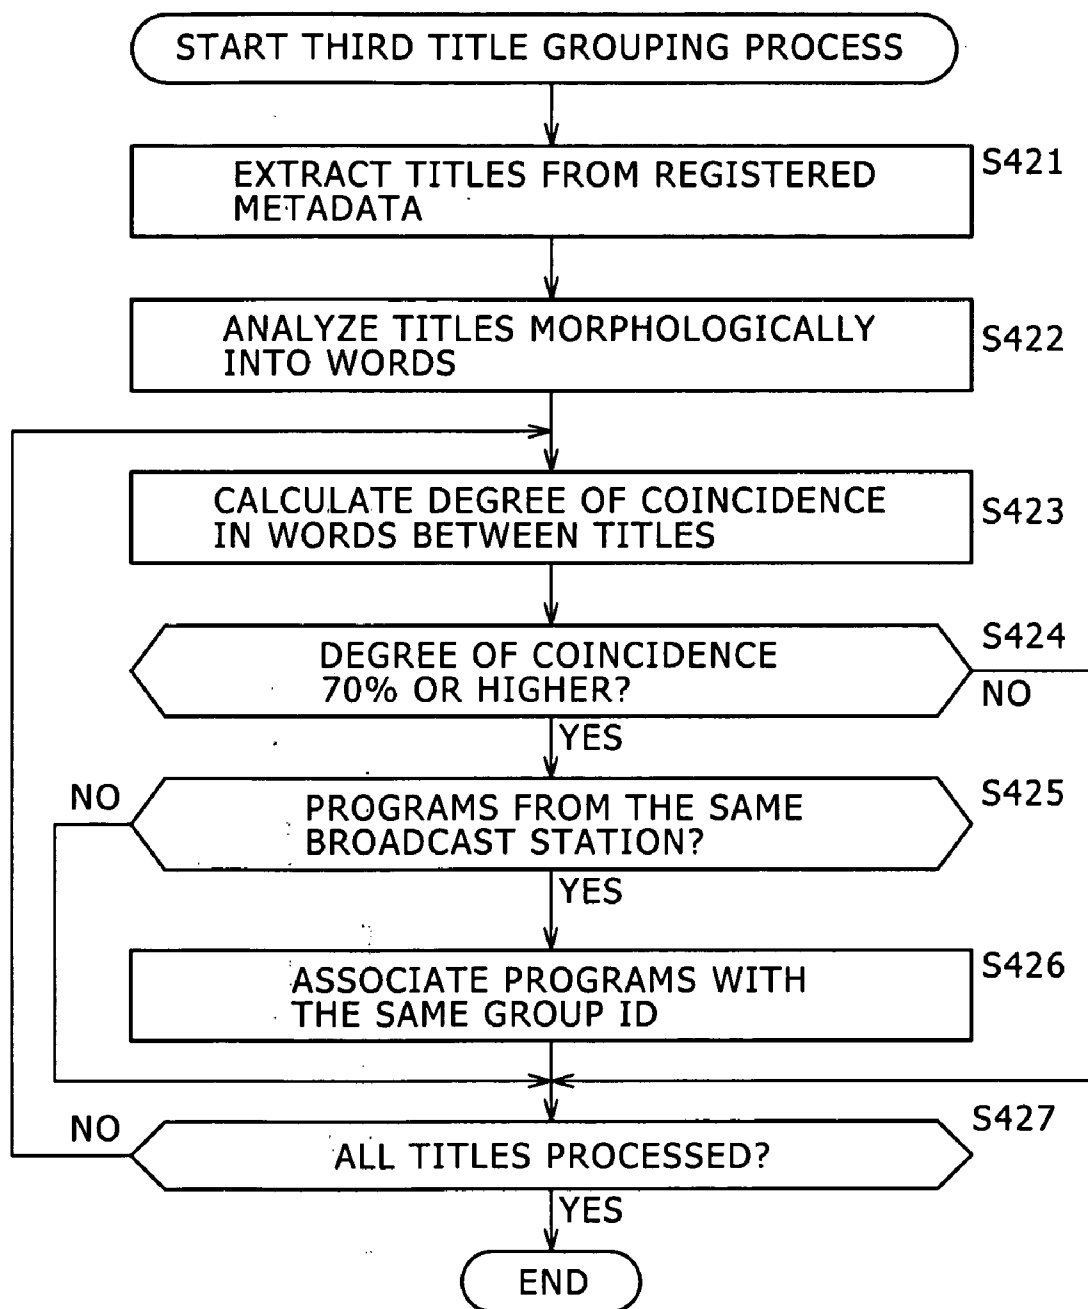 START THIRD TITLE GROUPING PROCESS
S421
EXTRACT TITLES FROM REGISTERED
METADATA
S422
ANALYZE TITLES MORPHOLOGICALLY
INTO WORDS
S423
CALCULATE DEGREE OF COINCIDENCE
IN WORDS BETWEEN TITLES
S424
DEGREE OF COINCIDENCE
70% OR HIGHER?
NO
YES
S425
NO
PROGRAMS FROM THE SAME
BROADCAST STATION?
YES
S426
ASSOCIATE PROGRAMS WITH
THE SAME GROUP ID
S427
NO
ALL TITLES PROCESSED?
YES
END